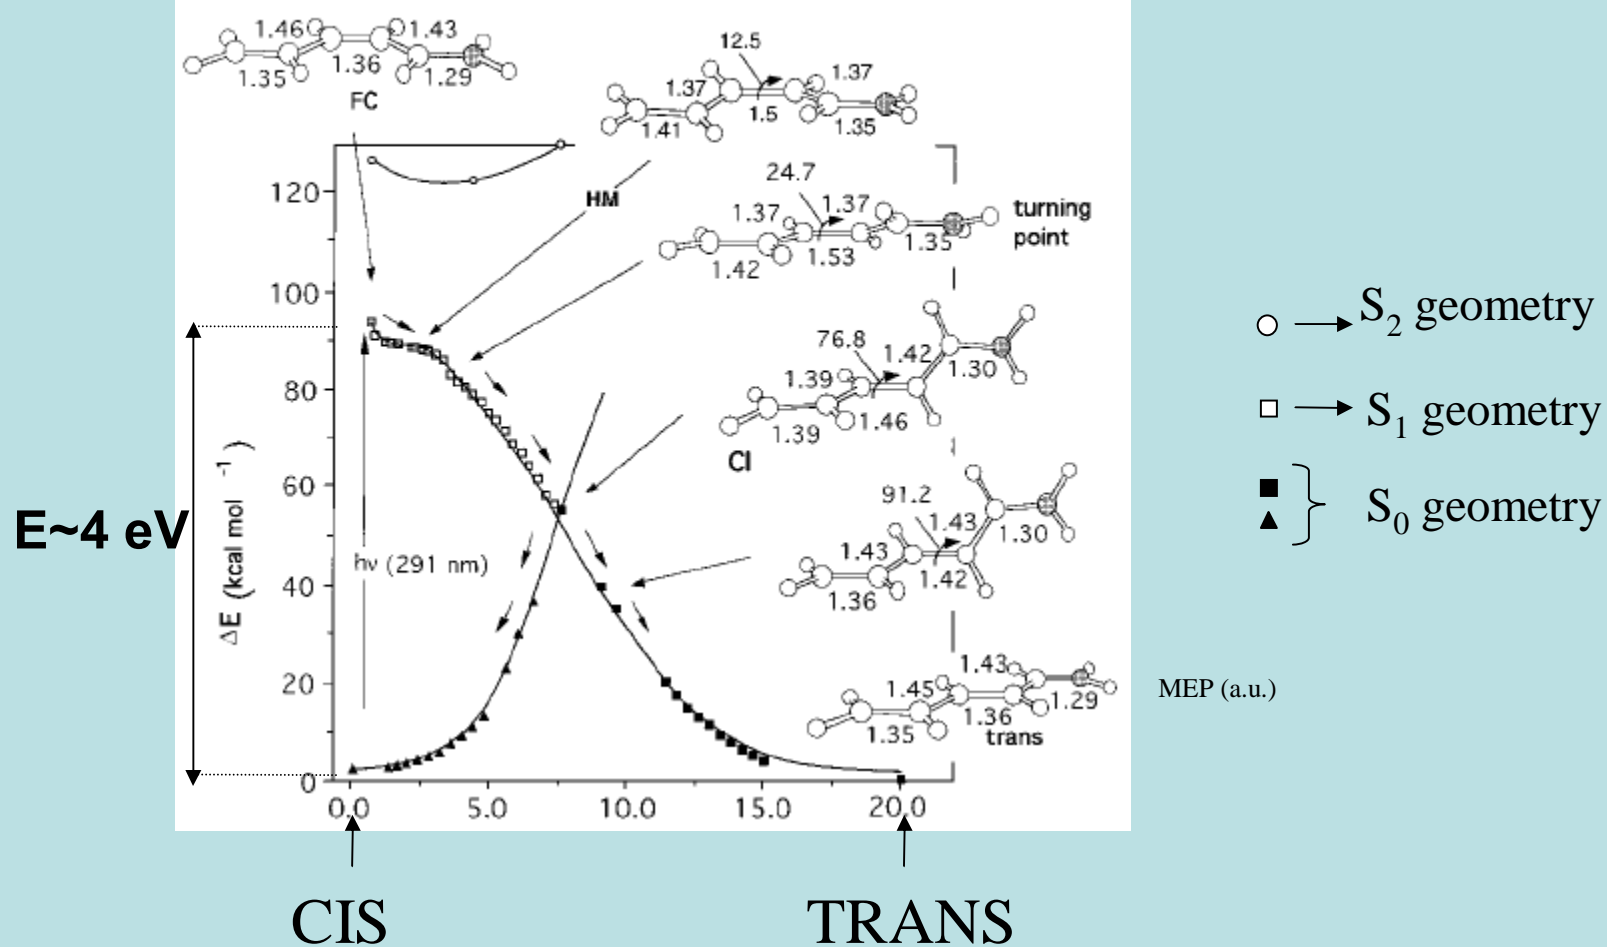 1.46
1.43
1.35
1.36
1.29
FC
12.5
1.37
1.37
1.41
1.5
1.35
HM
24.7
1.37
1.37
1.42
1.53
1.35
turning
point
76.8
1.42
1.39
1.30
1.39
1.46
CI
91.2
1.43
1.43
1.30
1.36
1.42
1.43
1.45
1.29
1.35
1.36
trans
120
100
80
60
40
20
0
ΔE (kcal mol⁻¹)
hν (291 nm)
0.0 5.0 10.0 15.0 20.0
E~4 eV
S₂ geometry
S₁ geometry
S₀ geometry
MEP (a.u.)
CIS
TRANS